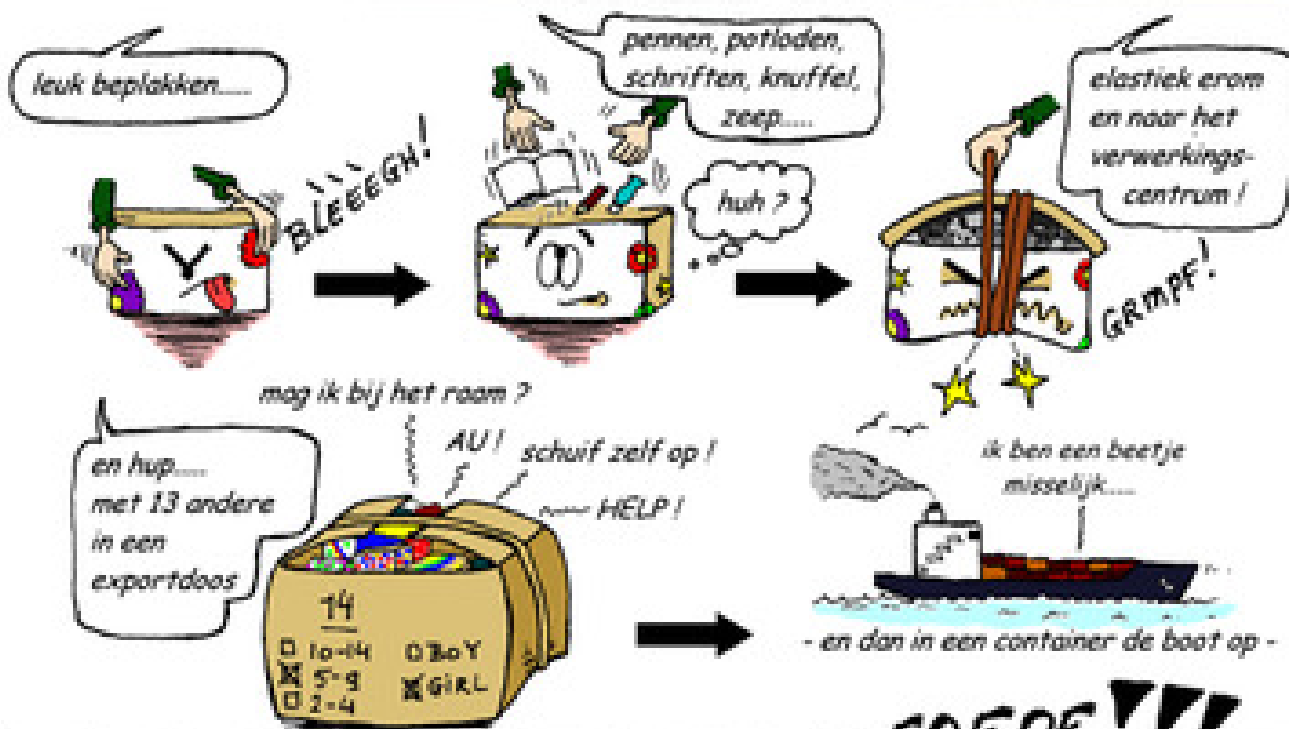 leuk beplakken.....
BLEEEGH!
pennen, potloden,
schriften, knuffel,
zeep.....
huh ?
elastiek erom
en naar het
verwerkings-
centrum !
GRMPF!
en hup.....
met 13 andere
in een
exportdoos
mag ik bij het raam ?
AU !
schuif zelf op !
HELP !
14
10-14
BOY
5-9
GIRL
2-4
ik ben een beetje
misselijk....
- en dan in een container de boot op -